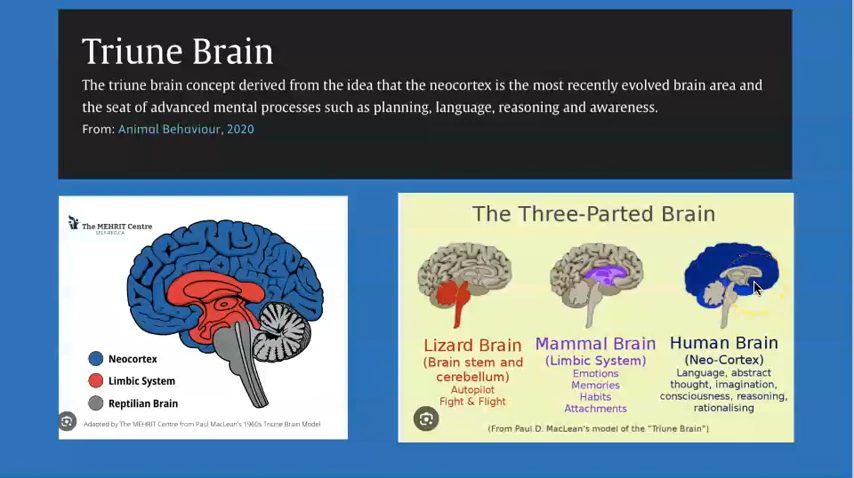 Triune Brain
The triune brain concept derived from the idea that the neocortex is the most recently evolved brain area and
the seat of advanced mental processes such as planning, language, reasoning and awareness.
From: Animal Behaviour, 2020
The MEHRIT Centre
SELF-REG.CA
Neocortex
Limbic System
Reptilian Brain
Adapted by The MEHRIT Centre from Paul MacLean's 1960s Triune Brain Model
The Three-Parted Brain
Lizard Brain
(Brain stem and
cerebellum)
Autopilot
Fight & Flight
Mammal Brain
(Limbic System)
Emotions
Memories
Habits
Attachments
Human Brain
(Neo-Cortex)
Language, abstract
thought, imagination,
consciousness, reasoning,
rationalising
(From Paul D. MacLean's model of the "Triune Brain")